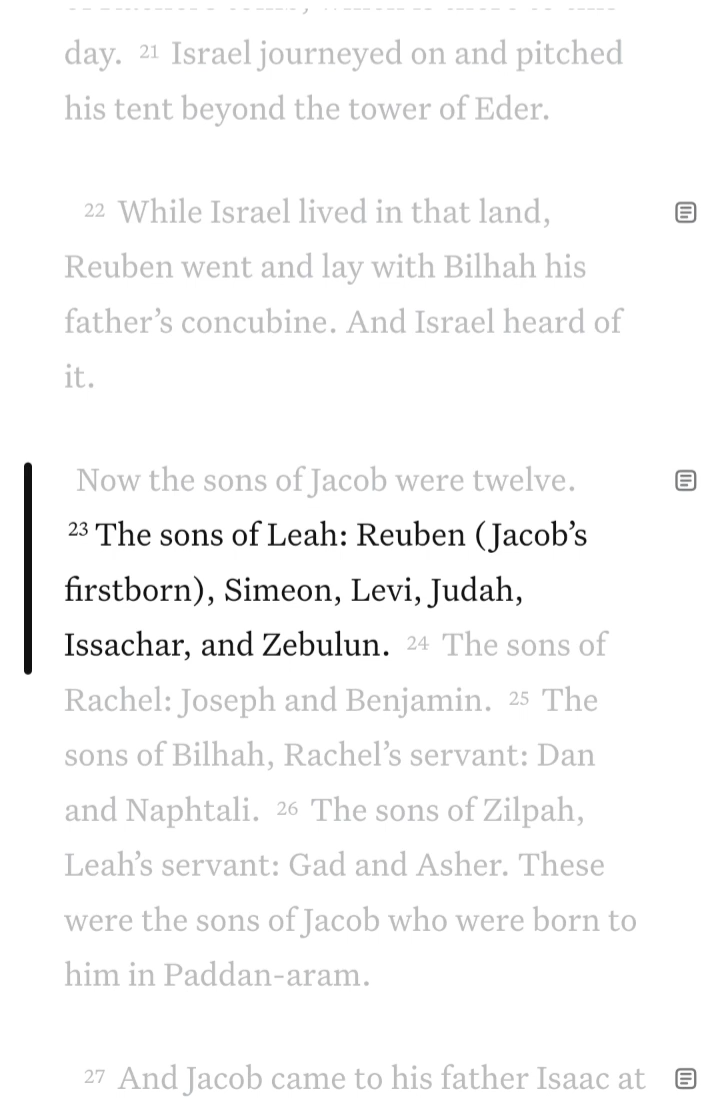 day. 21 Israel journeyed on and pitched
his tent beyond the tower of Eder.
22 While Israel lived in that land,
Reuben went and lay with Bilhah his
father’s concubine. And Israel heard of
it.
Now the sons of Jacob were twelve.
23 The sons of Leah: Reuben (Jacob’s
firstborn), Simeon, Levi, Judah,
Issachar, and Zebulun. 24 The sons of
Rachel: Joseph and Benjamin. 25 The
sons of Bilhah, Rachel’s servant: Dan
and Naphtali. 26 The sons of Zilpah,
Leah’s servant: Gad and Asher. These
were the sons of Jacob who were born to
him in Paddan-aram.
27 And Jacob came to his father Isaac at